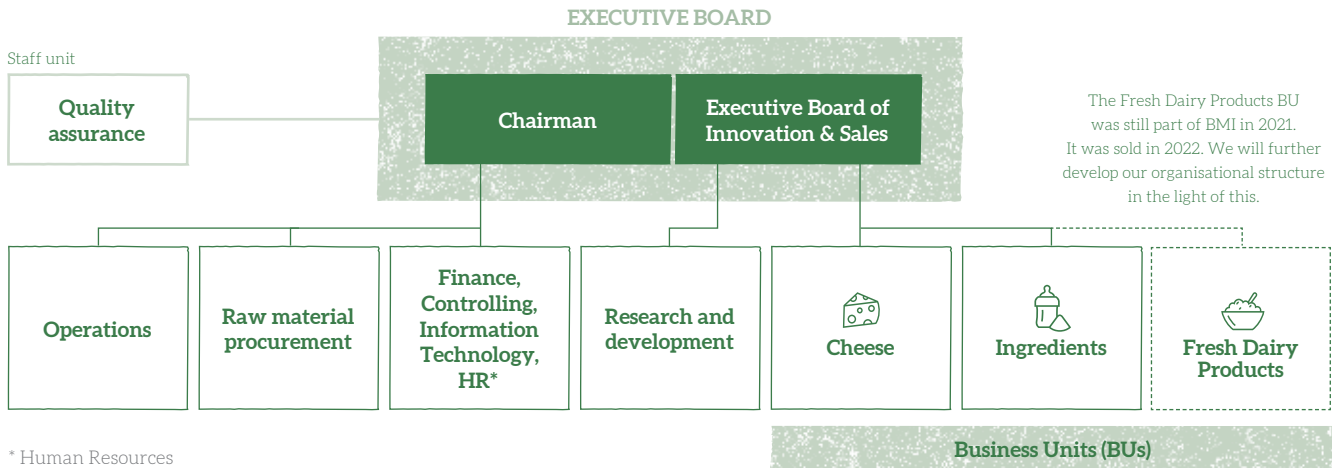 EXECUTIVE BOARD
Staff unit
Quality
assurance
Chairman
Executive Board of
Innovation & Sales
The Fresh Dairy Products BU
was still part of BMI in 2021.
It was sold in 2022. We will further
develop our organisational structure
in the light of this.
Operations
Raw material
procurement
Finance,
Controlling,
Information
Technology,
HR*
Research and
development
Cheese
Ingredients
Fresh Dairy
Products
* Human Resources
Business Units (BUs)